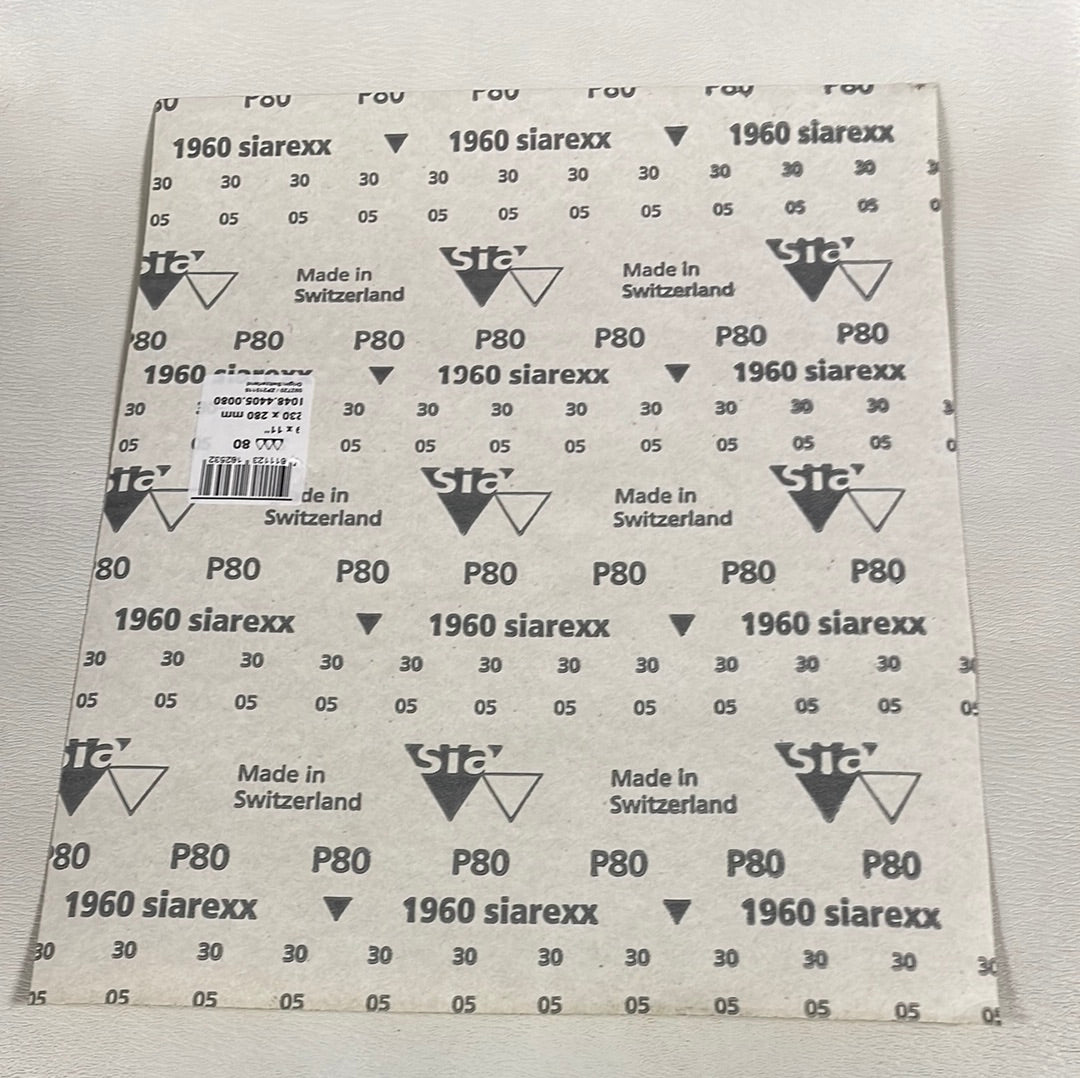 P80 P80 P80 P80 P80 P80
1960 siarexx 1960 siarexx 1960 siarexx
30 30 30 30 30 30 30 30 30 30 30
05 05 05 05 05 05 05 05 05 05 05
sia sia sia
Made in Made in
Switzerland Switzerland
P80 P80 P80 P80 P80 P80
1960 siarexx 1960 siarexx 1960 siarexx
30 30 30 30 30 30 30 30 30
05 05 05 05 05 05 05 05 05
sia sia sia
Made in
Switzerland Switzerland
80 P80 P80 P80 P80 P80 P80
1960 siarexx 1960 siarexx 1960 siarexx
30 30 30 30 30 30 30 30 30 30 30
05 05 05 05 05 05 05 05 05 05 05
sia sia sia
Made in Made in
Switzerland Switzerland
80 P80 P80 P80 P80 P80 P80
1960 siarexx 1960 siarexx 1960 siarexx
30 30 30 30 30 30 30 30 30 30 30
05 05 05 05 05 05 05 05 05 05 05
80
9 x 11"
230 x 280 mm
1048.4405.0080
Origin Switzerland